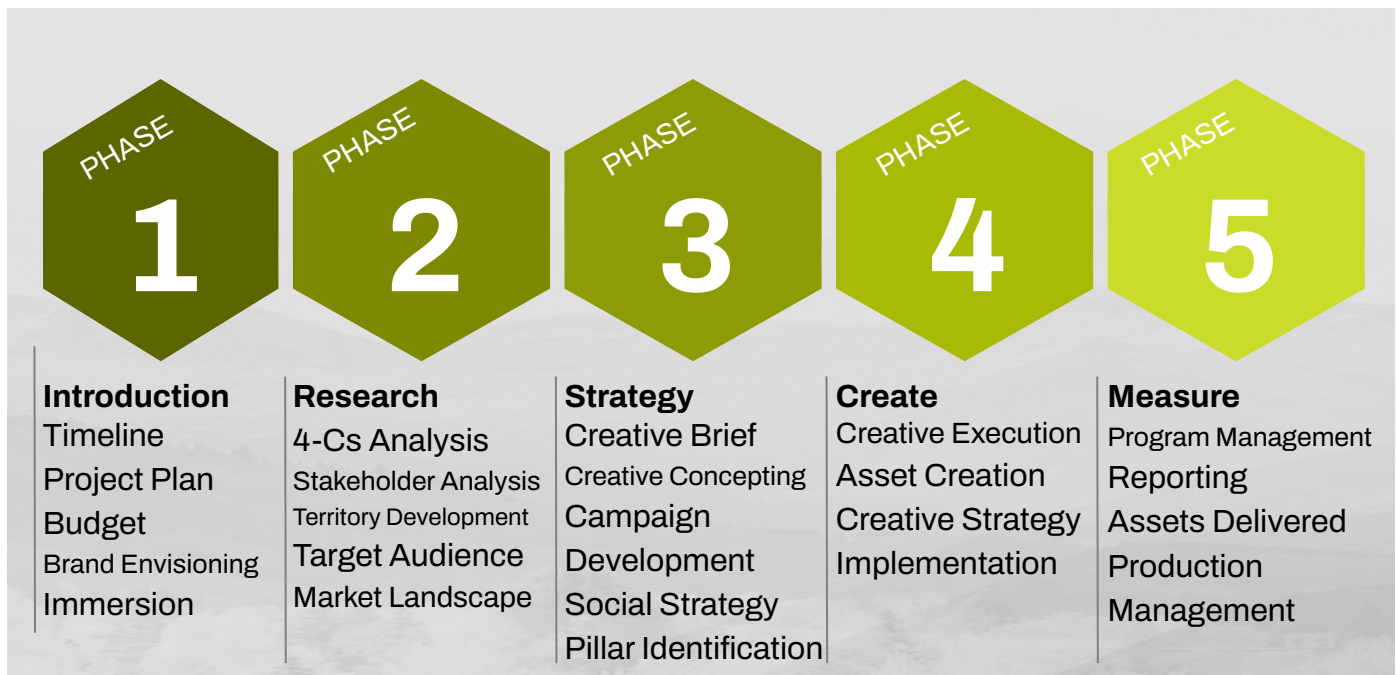 PHASE
1
PHASE
2
PHASE
3
PHASE
4
PHASE
5
Introduction
Timeline
Project Plan
Budget
Brand Envisioning
Immersion
Research
4-Cs Analysis
Stakeholder Analysis
Territory Development
Target Audience
Market Landscape
Strategy
Creative Brief
Creative Concepting
Campaign
Development
Social Strategy
Pillar Identification
Create
Creative Execution
Asset Creation
Creative Strategy
Implementation
Measure
Program Management
Reporting
Assets Delivered
Production
Management